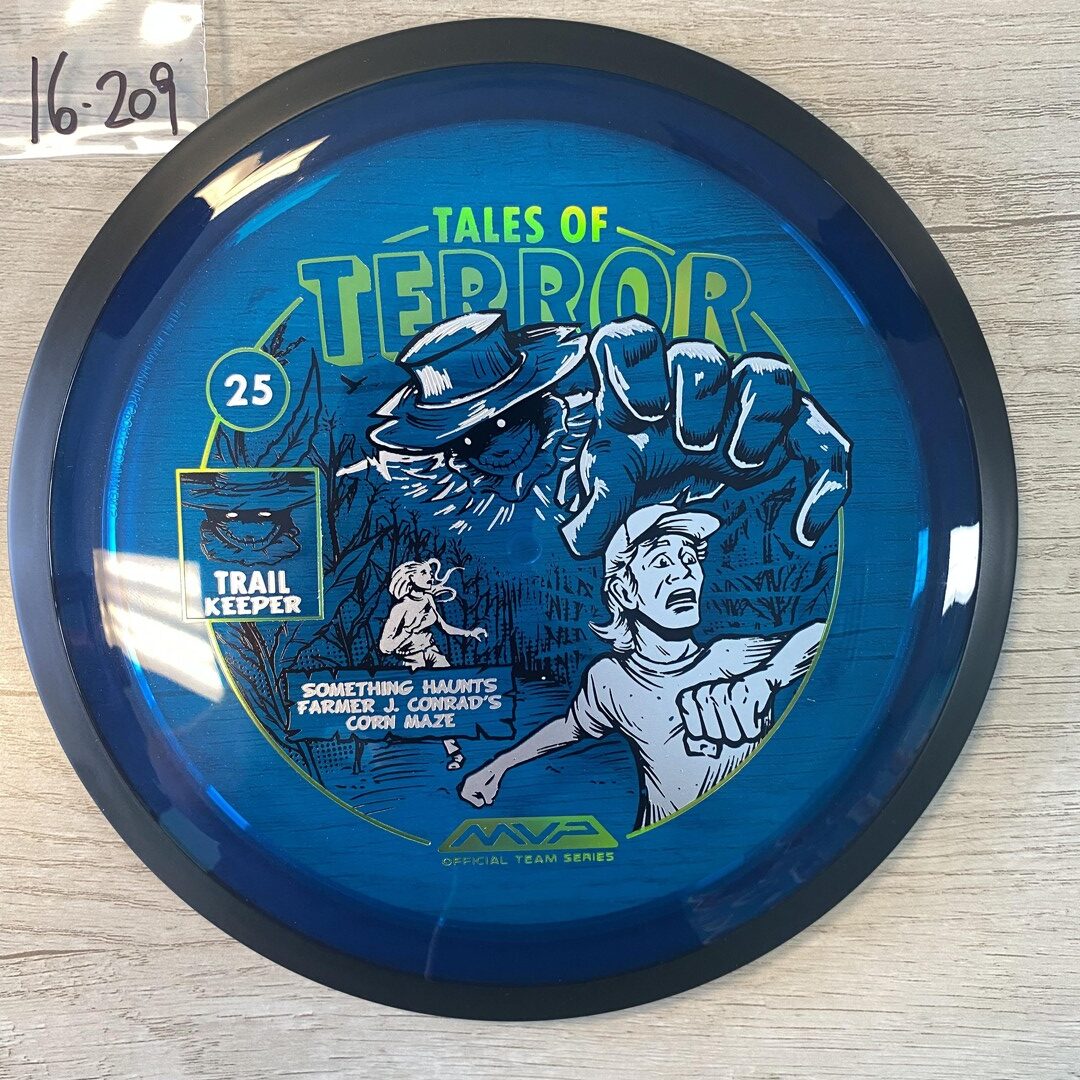 16-209
TALES OF
TERROR
25
TRAIL
KEEPER
SOMETHING HAUNTS
FARMER J. CONRAD'S
CORN MAZE
MVP
OFFICIAL TEAM SERIES